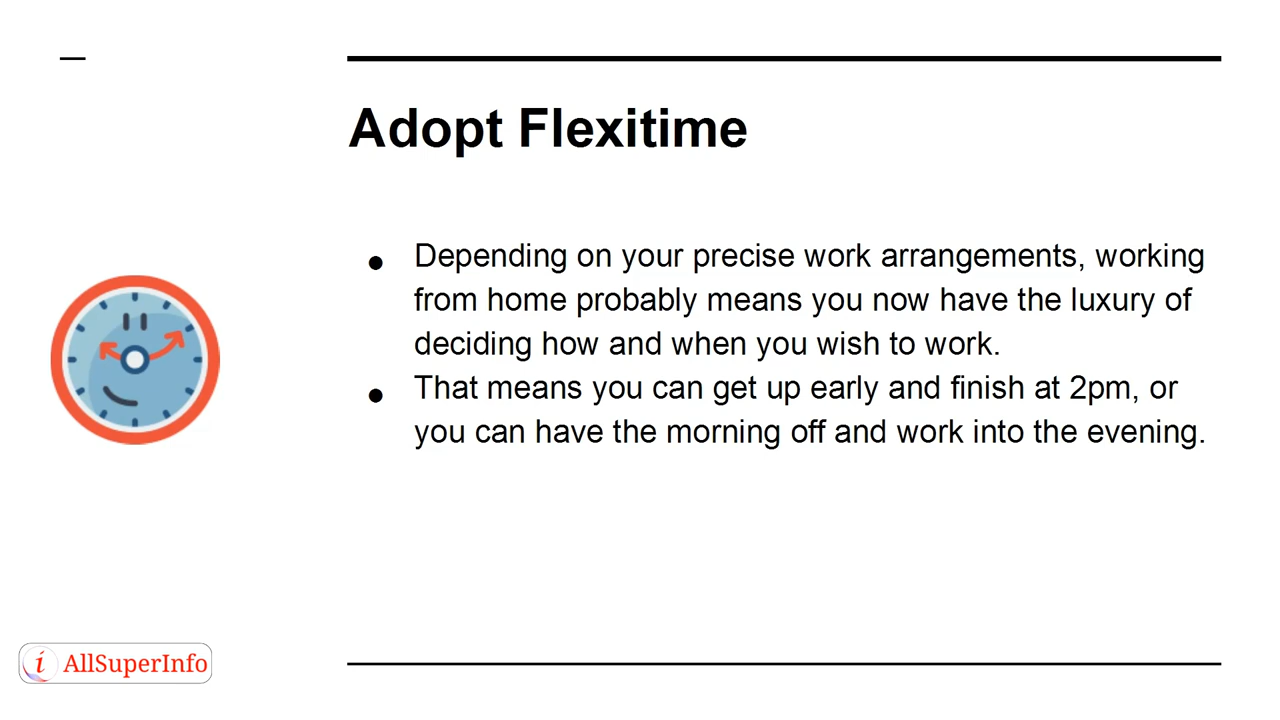 Adopt Flexitime
● Depending on your precise work arrangements, working
from home probably means you now have the luxury of
deciding how and when you wish to work.
● That means you can get up early and finish at 2pm, or
you can have the morning off and work into the evening.
i AllSuperInfo